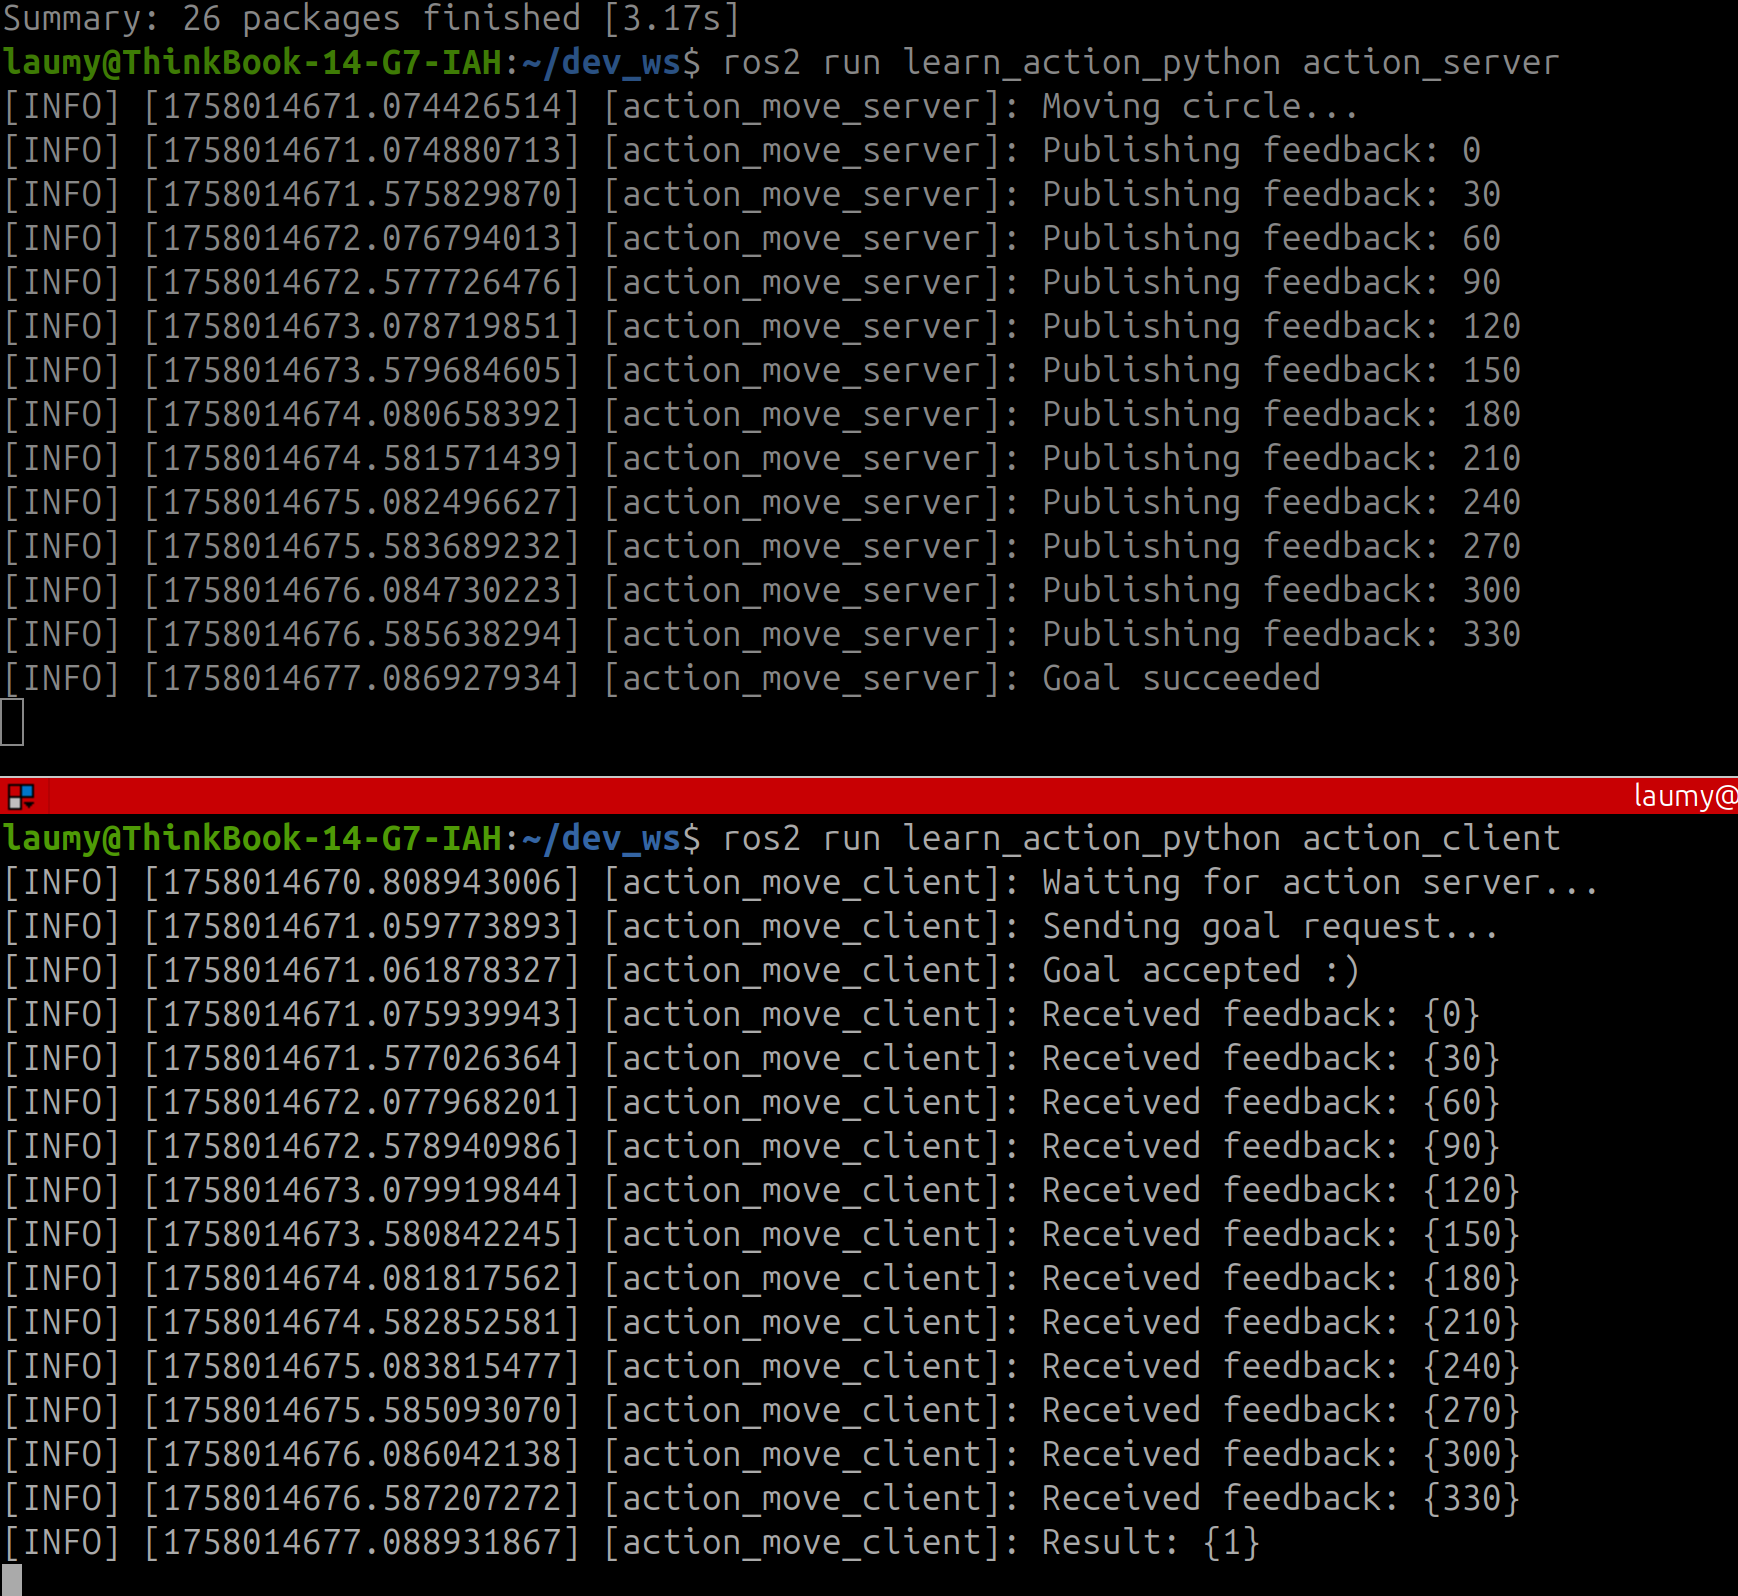 Summary: 26 packages finished [3.17s]
laumy@ThinkBook-14-G7-IAH:~/dev_ws$ ros2 run learn_action_python action_server
[INFO] [1758014671.074426514] [action_move_server]: Moving circle...
[INFO] [1758014671.074880713] [action_move_server]: Publishing feedback: 0
[INFO] [1758014671.575829870] [action_move_server]: Publishing feedback: 30
[INFO] [1758014672.076794013] [action_move_server]: Publishing feedback: 60
[INFO] [1758014672.577726476] [action_move_server]: Publishing feedback: 90
[INFO] [1758014673.078719851] [action_move_server]: Publishing feedback: 120
[INFO] [1758014673.579684605] [action_move_server]: Publishing feedback: 150
[INFO] [1758014674.080658392] [action_move_server]: Publishing feedback: 180
[INFO] [1758014674.581571439] [action_move_server]: Publishing feedback: 210
[INFO] [1758014675.082496627] [action_move_server]: Publishing feedback: 240
[INFO] [1758014675.583689232] [action_move_server]: Publishing feedback: 270
[INFO] [1758014676.084730223] [action_move_server]: Publishing feedback: 300
[INFO] [1758014676.585638294] [action_move_server]: Publishing feedback: 330
[INFO] [1758014677.086927934] [action_move_server]: Goal succeeded
laumy@
laumy@ThinkBook-14-G7-IAH:~/dev_ws$ ros2 run learn_action_python action_client
[INFO] [1758014670.808943006] [action_move_client]: Waiting for action server...
[INFO] [1758014671.059773893] [action_move_client]: Sending goal request...
[INFO] [1758014671.061878327] [action_move_client]: Goal accepted :)
[INFO] [1758014671.075939943] [action_move_client]: Received feedback: {0}
[INFO] [1758014671.577026364] [action_move_client]: Received feedback: {30}
[INFO] [1758014672.077968201] [action_move_client]: Received feedback: {60}
[INFO] [1758014672.578940986] [action_move_client]: Received feedback: {90}
[INFO] [1758014673.079919844] [action_move_client]: Received feedback: {120}
[INFO] [1758014673.580842245] [action_move_client]: Received feedback: {150}
[INFO] [1758014674.081817562] [action_move_client]: Received feedback: {180}
[INFO] [1758014674.582852581] [action_move_client]: Received feedback: {210}
[INFO] [1758014675.083815477] [action_move_client]: Received feedback: {240}
[INFO] [1758014675.585093070] [action_move_client]: Received feedback: {270}
[INFO] [1758014676.086042138] [action_move_client]: Received feedback: {300}
[INFO] [1758014676.587207272] [action_move_client]: Received feedback: {330}
[INFO] [1758014677.088931867] [action_move_client]: Result: {1}